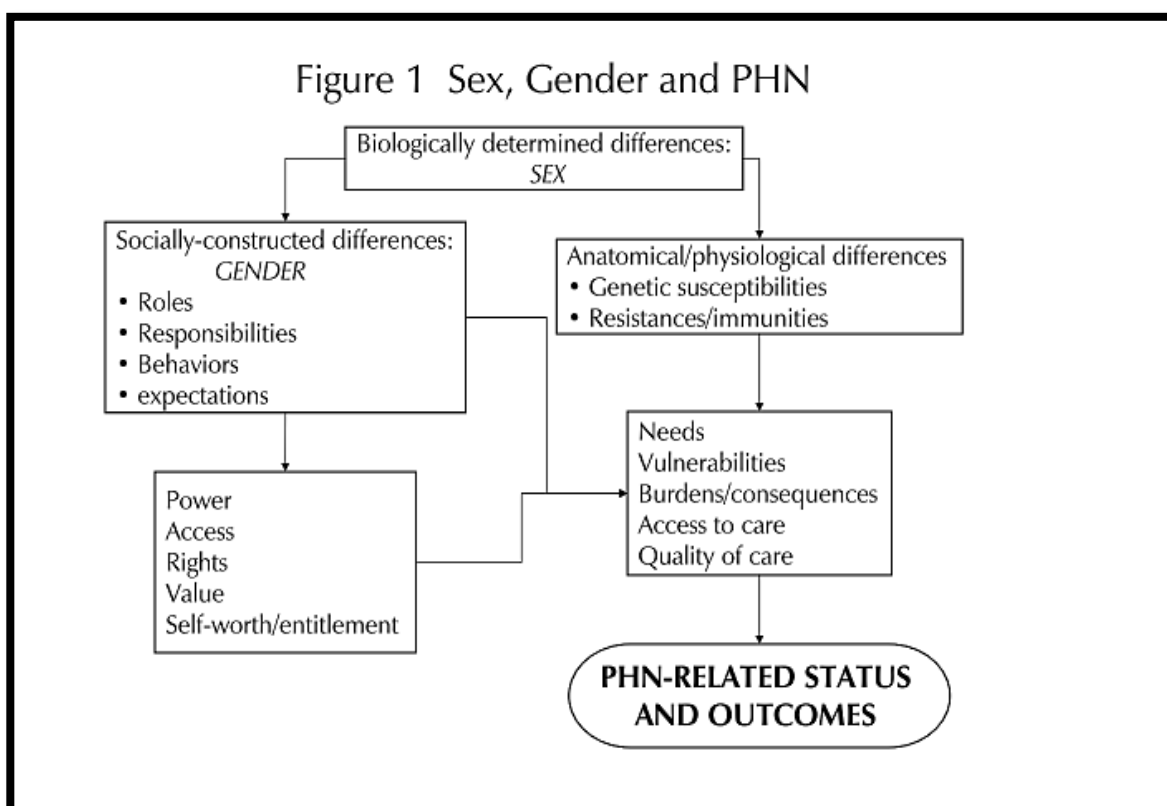 Figure 1 Sex, Gender and PHN
Biologically determined differences:
SEX
Socially-constructed differences:
GENDER
• Roles
• Responsibilities
• Behaviors
• expectations
Anatomical/physiological differences
• Genetic susceptibilities
• Resistances/immunities
Power
Access
Rights
Value
Self-worth/entitlement
Needs
Vulnerabilities
Burdens/consequences
Access to care
Quality of care
PHN-RELATED STATUS
AND OUTCOMES